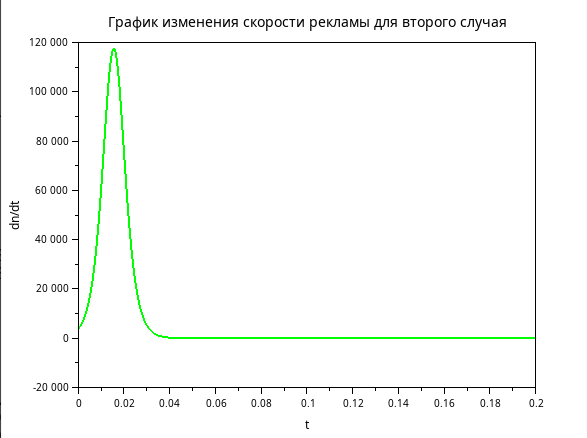 График изменения скорости рекламы для второго случая
120 000
100 000
80 000
60 000
40 000
20 000
0
-20 000
dn/dt
0 0.02 0.04 0.06 0.08 0.1 0.12 0.14 0.16 0.18 0.2
t